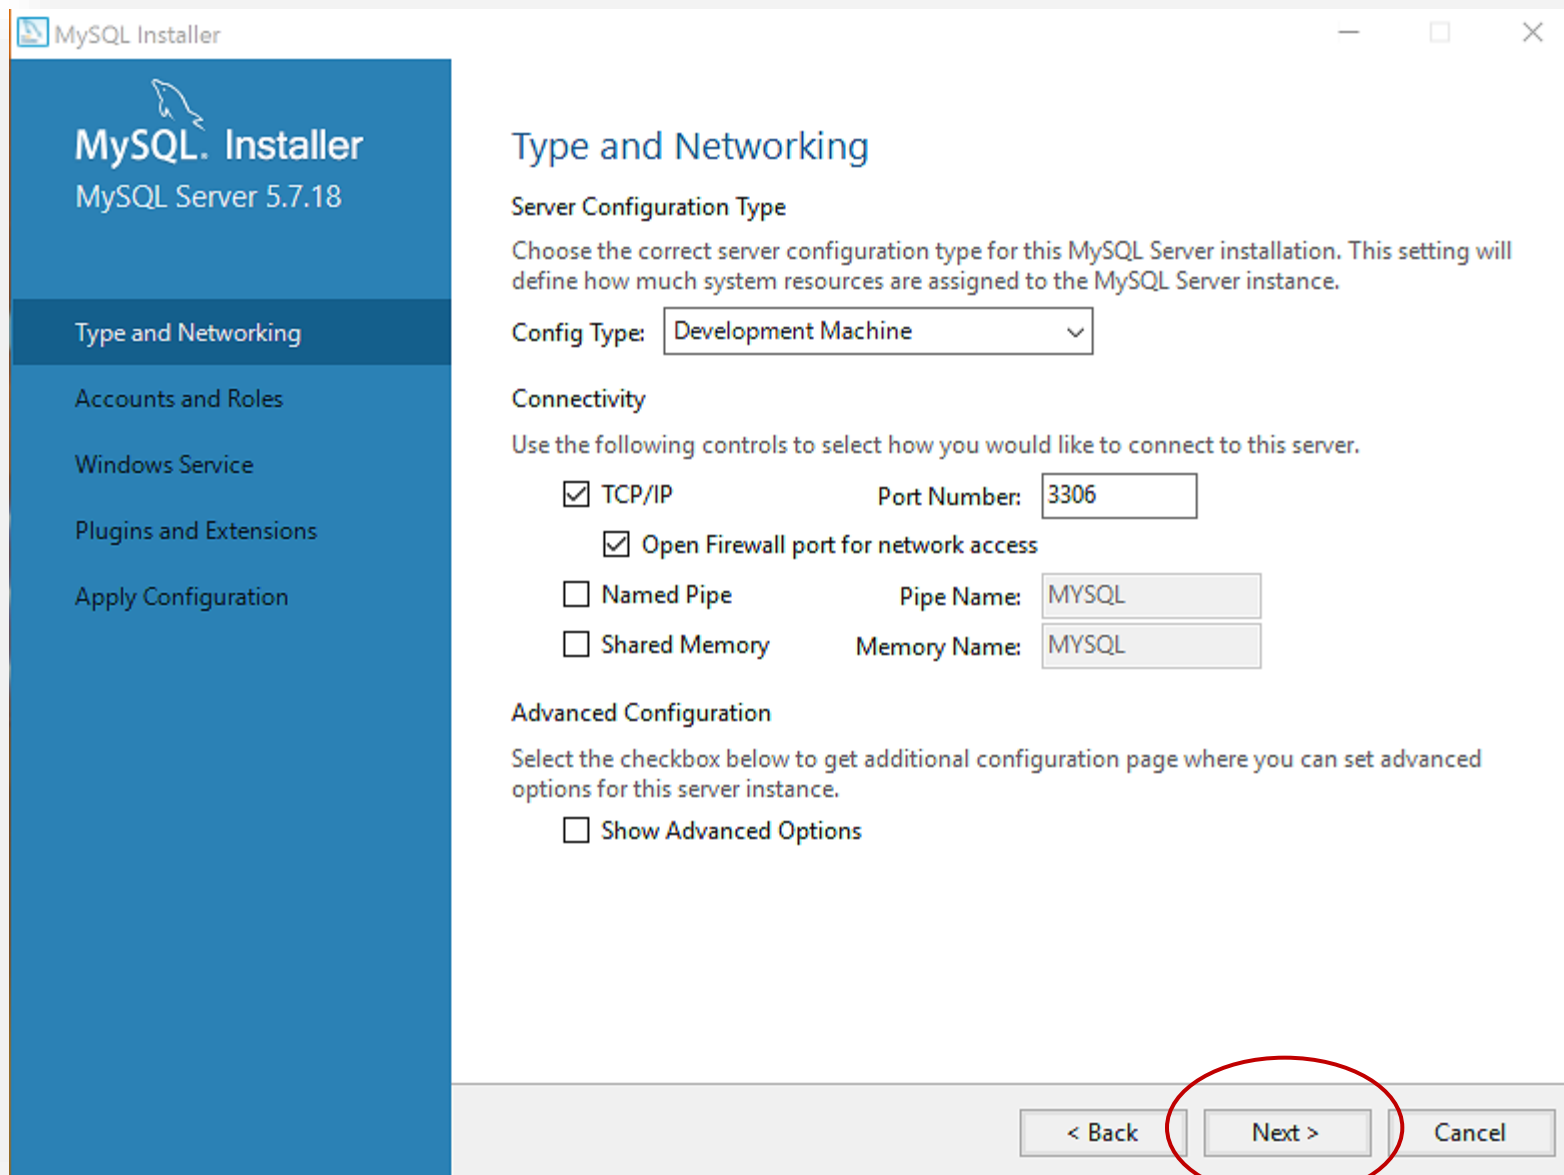 MySQL Installer
MySQL. Installer
MySQL Server 5.7.18
Type and Networking
Accounts and Roles
Windows Service
Plugins and Extensions
Apply Configuration
Type and Networking
Server Configuration Type
Choose the correct server configuration type for this MySQL Server installation. This setting will
define how much system resources are assigned to the MySQL Server instance.
Config Type: Development Machine
Connectivity
Use the following controls to select how you would like to connect to this server.
TCP/IP Port Number: 3306
Open Firewall port for network access
Named Pipe Pipe Name: MYSQL
Shared Memory Memory Name: MYSQL
Advanced Configuration
Select the checkbox below to get additional configuration page where you can set advanced
options for this server instance.
Show Advanced Options
< Back Next > Cancel